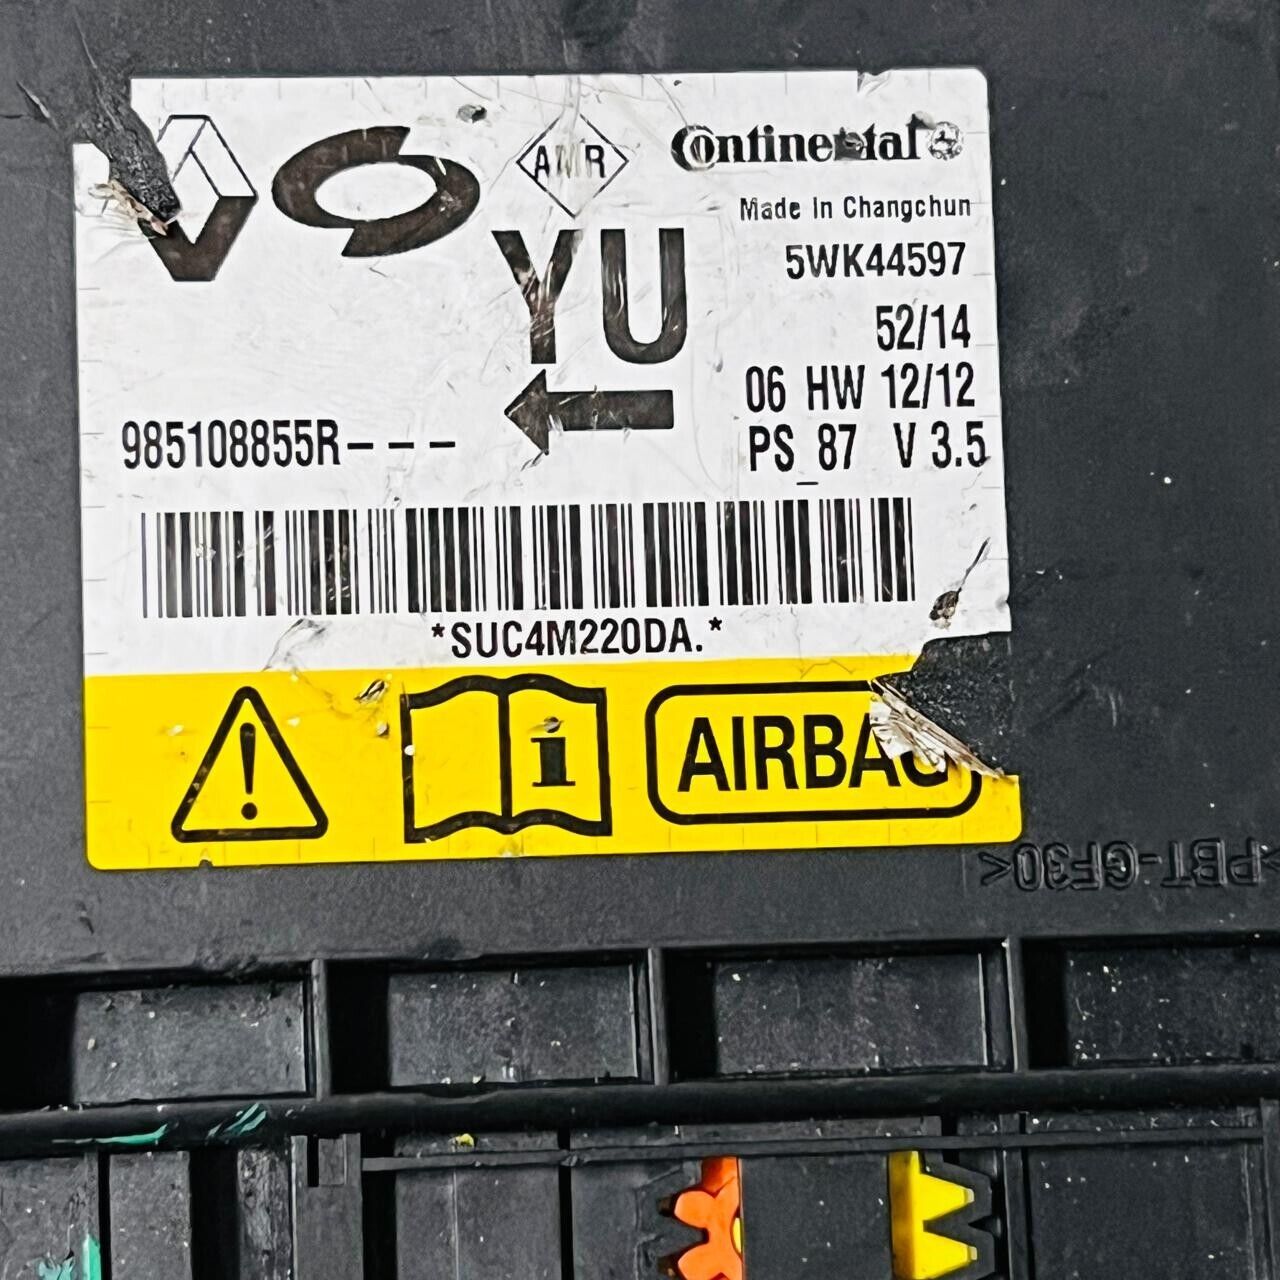 AMR
Continental
Made In Changchun
YU
5WK44597
52/14
06 HW 12/12
985108855R---
PS_87 V 3.5
*SUC4M220DA.*
! i AIRBAG
>PBT-GF30<